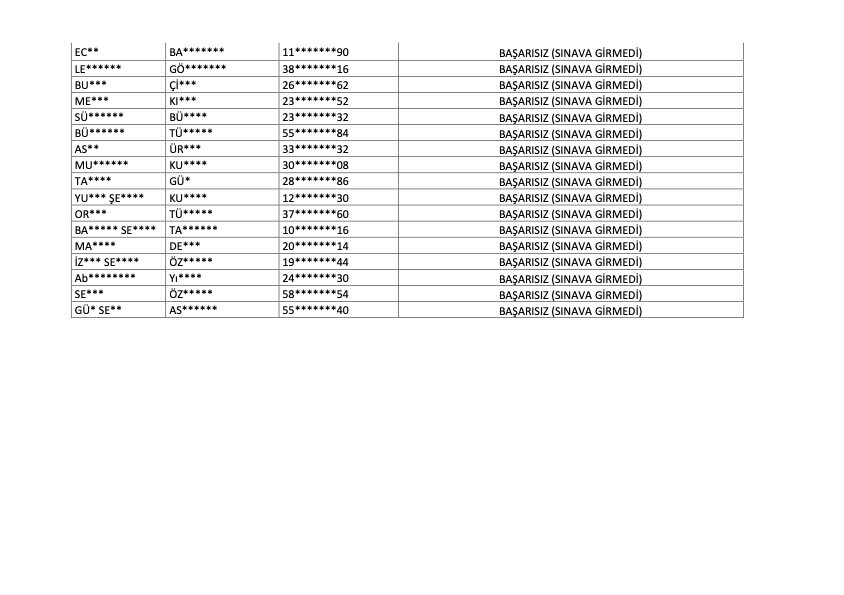 EC** BA******* 11*******90 BAŞARISIZ (SINAVA GİRMEDİ)
LE****** GÖ******* 38*******16 BAŞARISIZ (SINAVA GİRMEDİ)
BU*** Çİ*** 26*******62 BAŞARISIZ (SINAVA GİRMEDİ)
ME*** KI*** 23*******52 BAŞARISIZ (SINAVA GİRMEDİ)
SÜ****** BÜ**** 23*******32 BAŞARISIZ (SINAVA GİRMEDİ)
BÜ****** TÜ***** 55*******84 BAŞARISIZ (SINAVA GİRMEDİ)
AS** ÜR*** 33*******32 BAŞARISIZ (SINAVA GİRMEDİ)
MU****** KU**** 30*******08 BAŞARISIZ (SINAVA GİRMEDİ)
TA**** GÜ* 28*******86 BAŞARISIZ (SINAVA GİRMEDİ)
YU*** ŞE**** KU**** 12*******30 BAŞARISIZ (SINAVA GİRMEDİ)
OR*** TÜ***** 37*******60 BAŞARISIZ (SINAVA GİRMEDİ)
BA***** SE**** TA****** 10*******16 BAŞARISIZ (SINAVA GİRMEDİ)
MA**** DE*** 20*******14 BAŞARISIZ (SINAVA GİRMEDİ)
İZ*** SE**** ÖZ***** 19*******44 BAŞARISIZ (SINAVA GİRMEDİ)
Ab******** Yı**** 24*******30 BAŞARISIZ (SINAVA GİRMEDİ)
SE*** ÖZ***** 58*******54 BAŞARISIZ (SINAVA GİRMEDİ)
GÜ* SE** AS****** 55*******40 BAŞARISIZ (SINAVA GİRMEDİ)